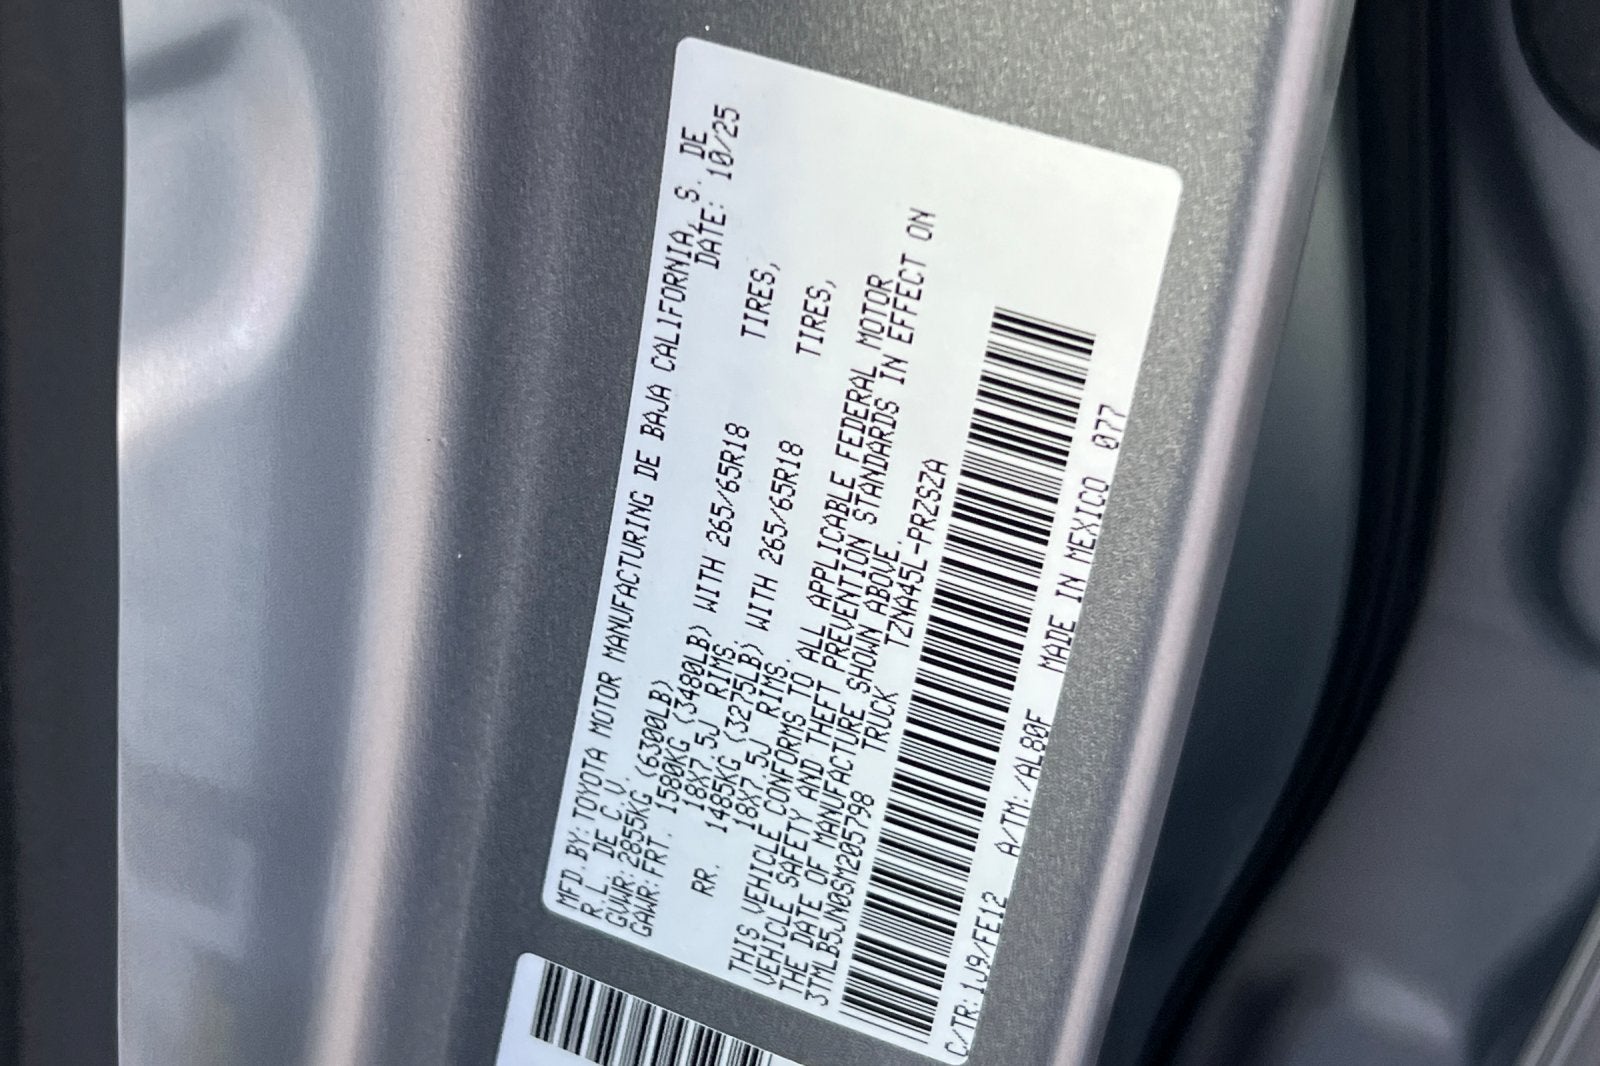 MFD.BY:TOYOTA MOTOR MANUFACTURING DE BAJA CALIFORNIA, S. DE
R.L. DE C.V. DATE: 10/25
GVWR:2855KG (6300LB)
GAWR:FRT. 1580KG (3480LB) WITH 265/65R18 TIRES,
18X7.5J RIMS.
RR. 1485KG (3275LB) WITH 265/65R18 TIRES,
18X7.5J RIMS.
THIS VEHICLE CONFORMS TO ALL APPLICABLE FEDERAL MOTOR
VEHICLE SAFETY AND THEFT PREVENTION STANDARDS IN EFFECT ON
THE DATE OF MANUFACTURE SHOWN ABOVE.
3TMLB5JN0SM205798 TRUCK TZNA45L-PRZSZA
C/TR:1J9/FE12 A/TM:/AL80F MADE IN MEXICO 077